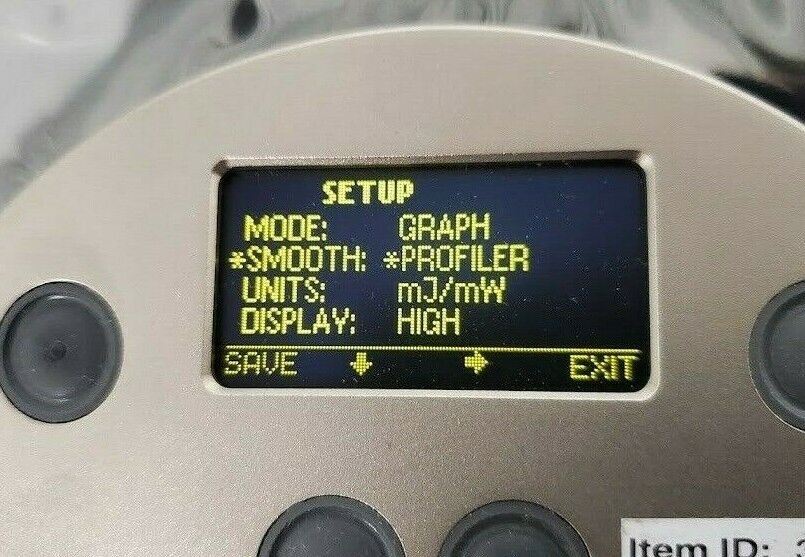 SETUP
MODE: GRAPH
*SMOOTH: *PROFILER
UNITS: mJ/mW
DISPLAY: HIGH
SAVE EXIT
Item ID: